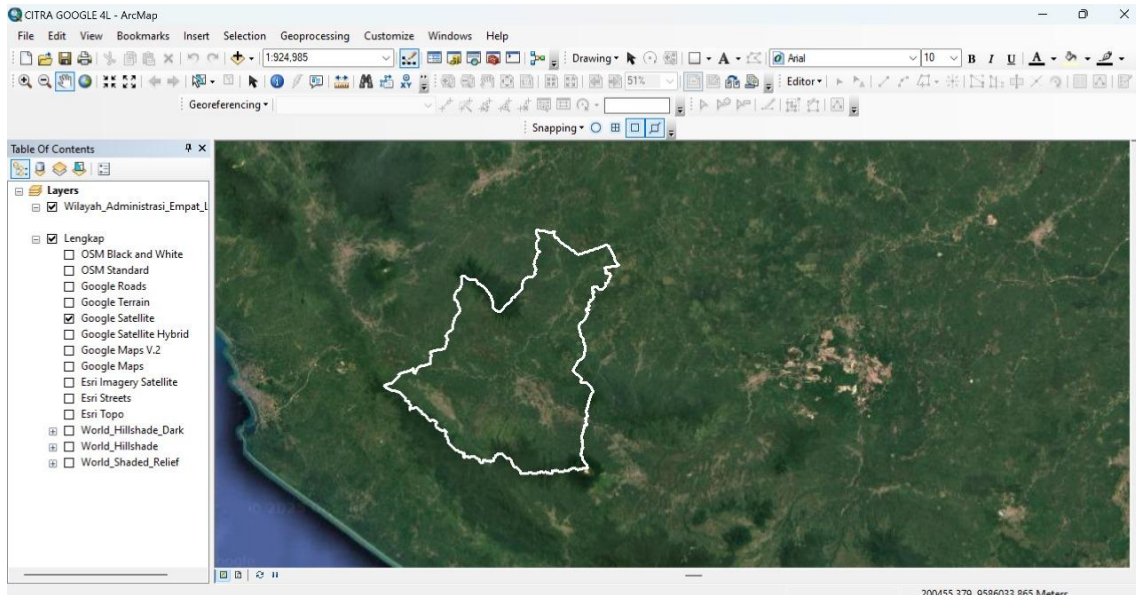 CITRA GOOGLE 4L - ArcMap
File Edit View Bookmarks Insert Selection Geoprocessing Customize Windows Help
1:924,985 Drawing A Arial 10 B I U A
51% Editor
Georeferencing
Snapping
Table Of Contents
Layers
Wilayah_Administrasi_Empat_L
Lengkap
OSM Black and White
OSM Standard
Google Roads
Google Terrain
Google Satellite
Google Satellite Hybrid
Google Maps V.2
Google Maps
Esri Imagery Satellite
Esri Streets
Esri Topo
World_Hillshade_Dark
World_Hillshade
World_Shaded_Relief
200455,379 9586033,865 Meters